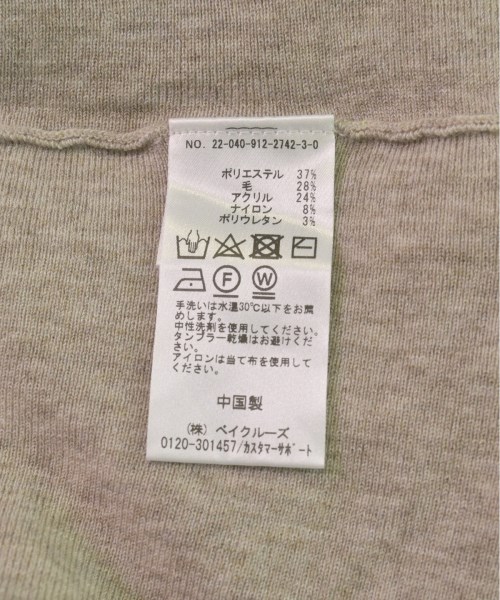 NO. 22-040-912-2742-3-0
ポリエステル 37%
毛 28%
アクリル 24%
ナイロン 8%
ポリウレタン 3%
F W
手洗いは水温30℃以下をお薦
めします。
中性洗剤を使用してください。
タンブラー乾燥はお避けくだ
さい。
アイロンは当て布を使用して
ください。
中国製
(株) ベイクルーズ
0120-301457/カスタマーサポート